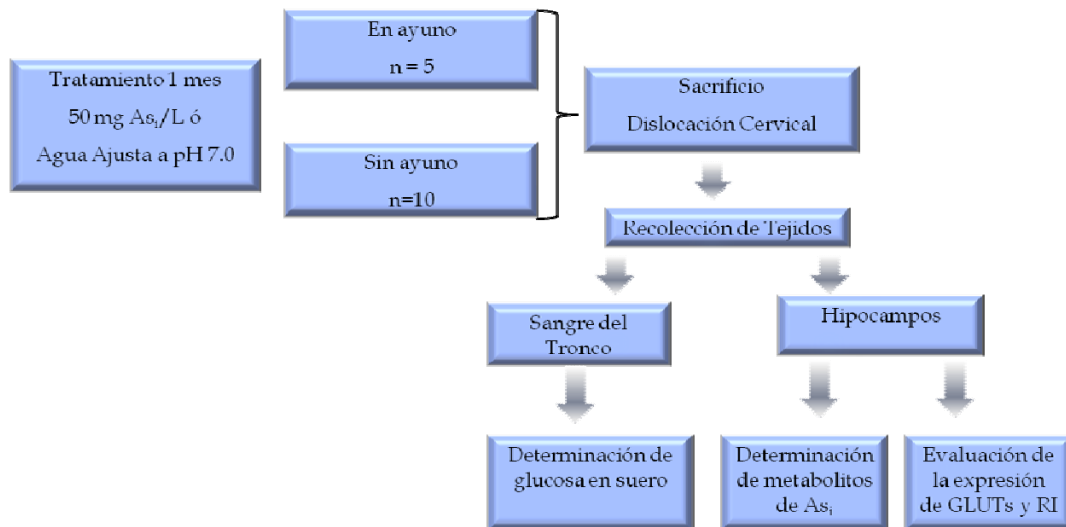 Tratamiento 1 mes
50 mg Asᵢ/L ó
Agua Ajusta a pH 7.0
En ayuno
n = 5
Sin ayuno
n=10
Sacrificio
Dislocación Cervical
Recolección de Tejidos
Sangre del
Tronco
Hipocampos
Determinación de
glucosa en suero
Determinación
de metabolitos
de Asᵢ
Evaluación de
la expresión
de GLUTs y RI